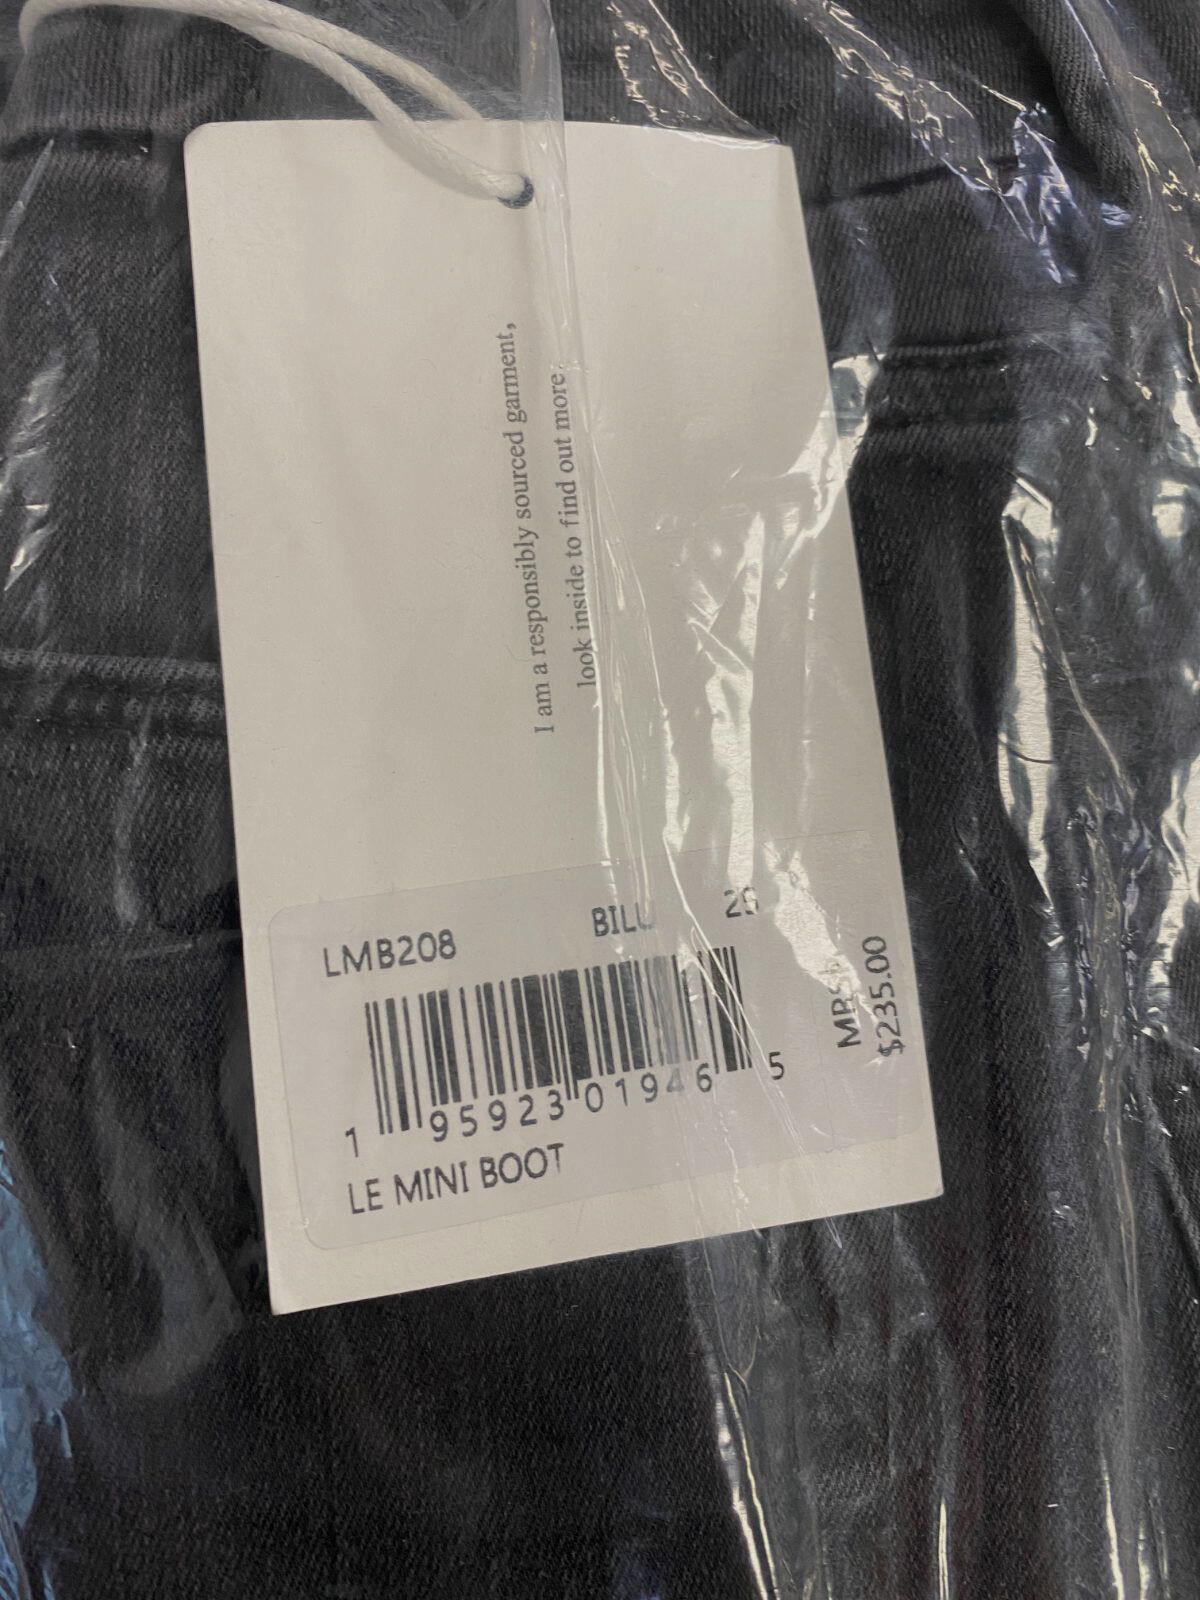 I am a responsibly sourced garment,
look inside to find out more.
LMB208
MRSP
$235.00
1 95923 01946 5
LE MINI BOOT